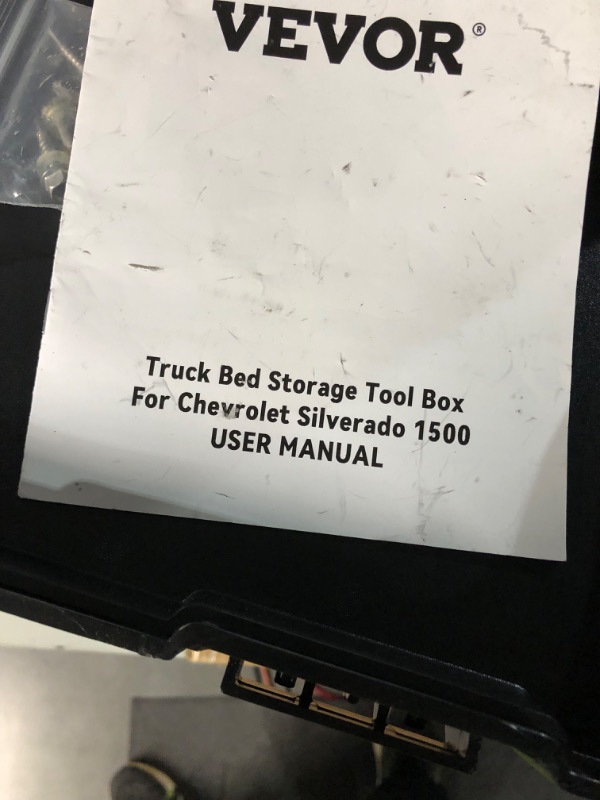 VEVOR®
Truck Bed Storage Tool Box
For Chevrolet Silverado 1500
USER MANUAL